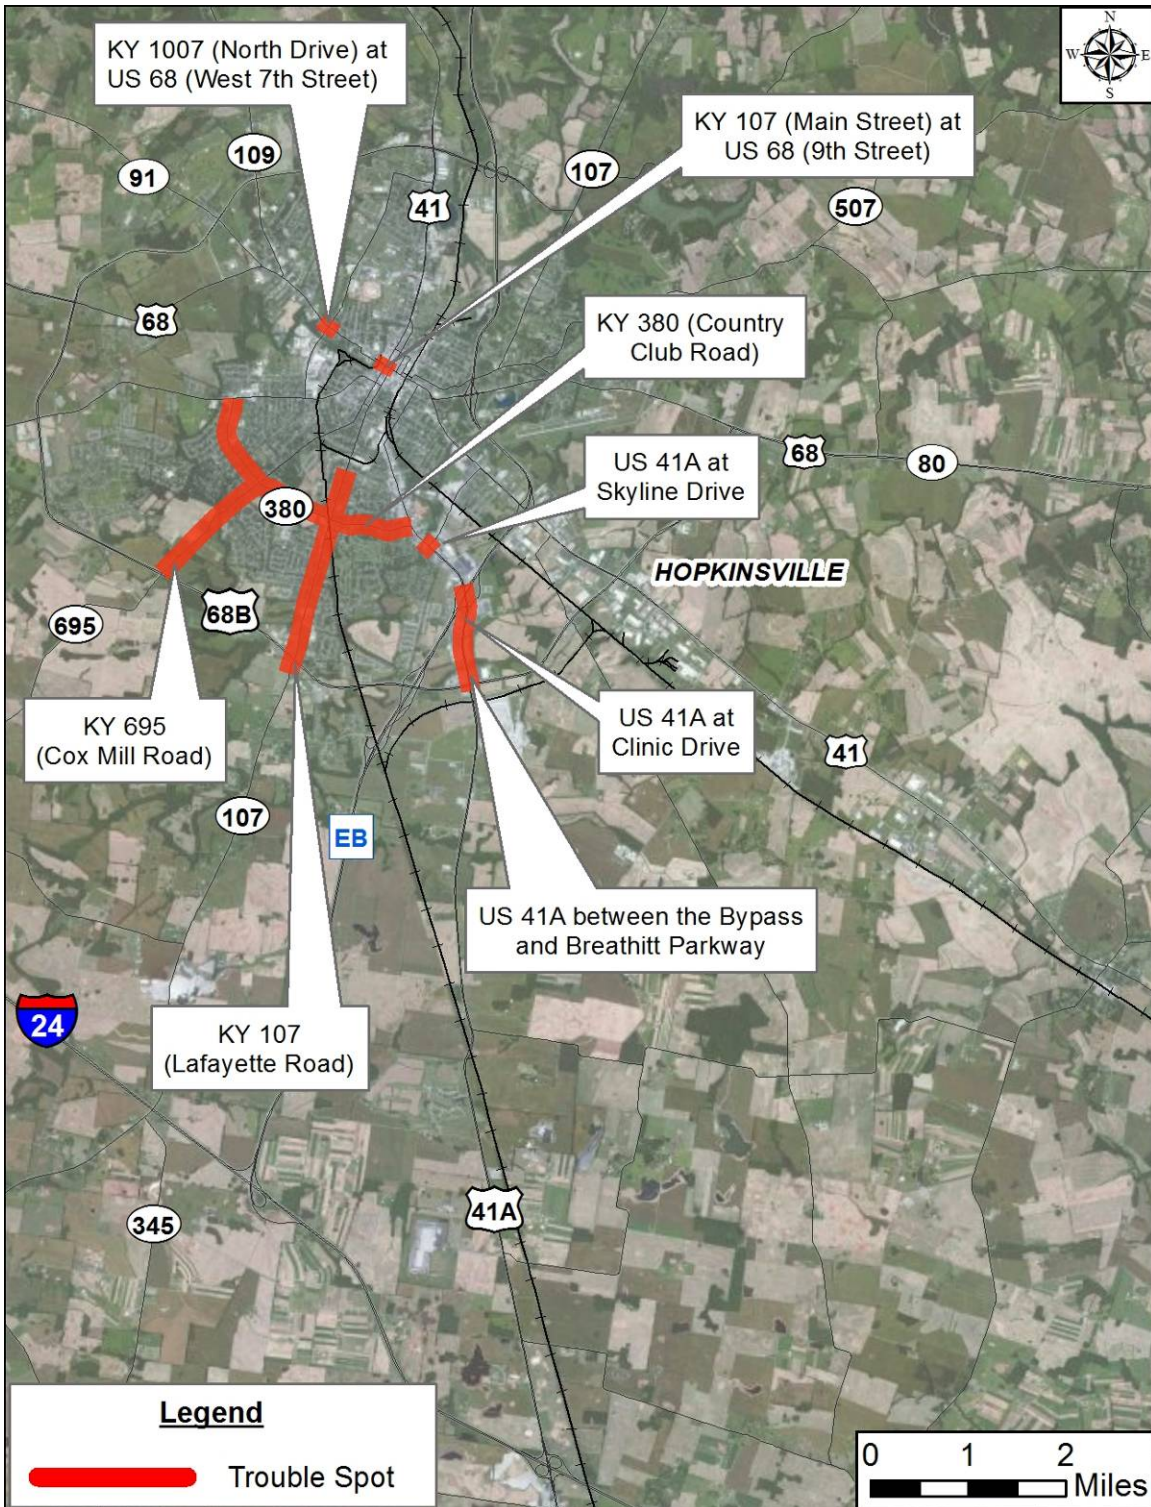 KY 1007 (North Drive) at
US 68 (West 7th Street)
N
W
E
S
KY 107 (Main Street) at
US 68 (9th Street)
109
91
107
41
507
68
KY 380 (Country
Club Road)
68
80
US 41A at
Skyline Drive
380
HOPKINSVILLE
68B
695
KY 695
(Cox Mill Road)
US 41A at
Clinic Drive
41
107
EB
US 41A between the Bypass
and Breathitt Parkway
24
KY 107
(Lafayette Road)
345
41A
Legend
Trouble Spot
0 1 2
Miles